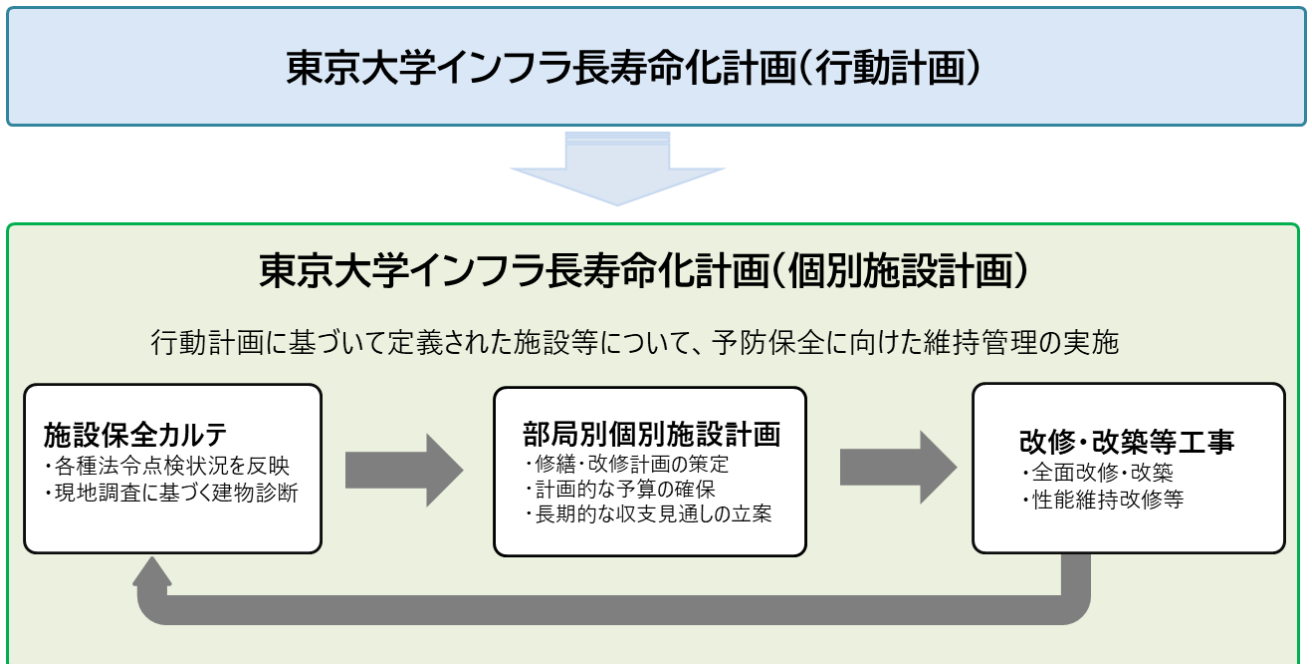 東京大学インフラ長寿命化計画(行動計画)
東京大学インフラ長寿命化計画(個別施設計画)
行動計画に基づいて定義された施設等について、予防保全に向けた維持管理の実施
施設保全カルテ
・各種法令点検状況を反映
・現地調査に基づく建物診断
部局別個別施設計画
・修繕・改修計画の策定
・計画的な予算の確保
・長期的な収支見通しの立案
改修・改築等工事
・全面改修・改築
・性能維持改修等